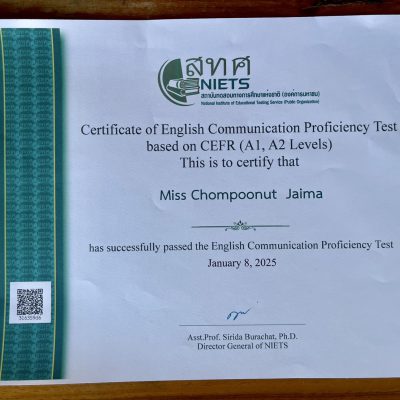 สทศ
NIETS
สถาบันทดสอบทางการศึกษาแห่งชาติ (องค์การมหาชน)
National Institute of Educational Testing Service (Public Organization)
Certificate of English Communication Proficiency Test
based on CEFR (A1, A2 Levels)
This is to certify that
Miss Chompoonut Jaima
has successfully passed the English Communication Proficiency Test
January 8, 2025
Asst.Prof. Sirida Burachat, Ph.D.
Director General of NIETS